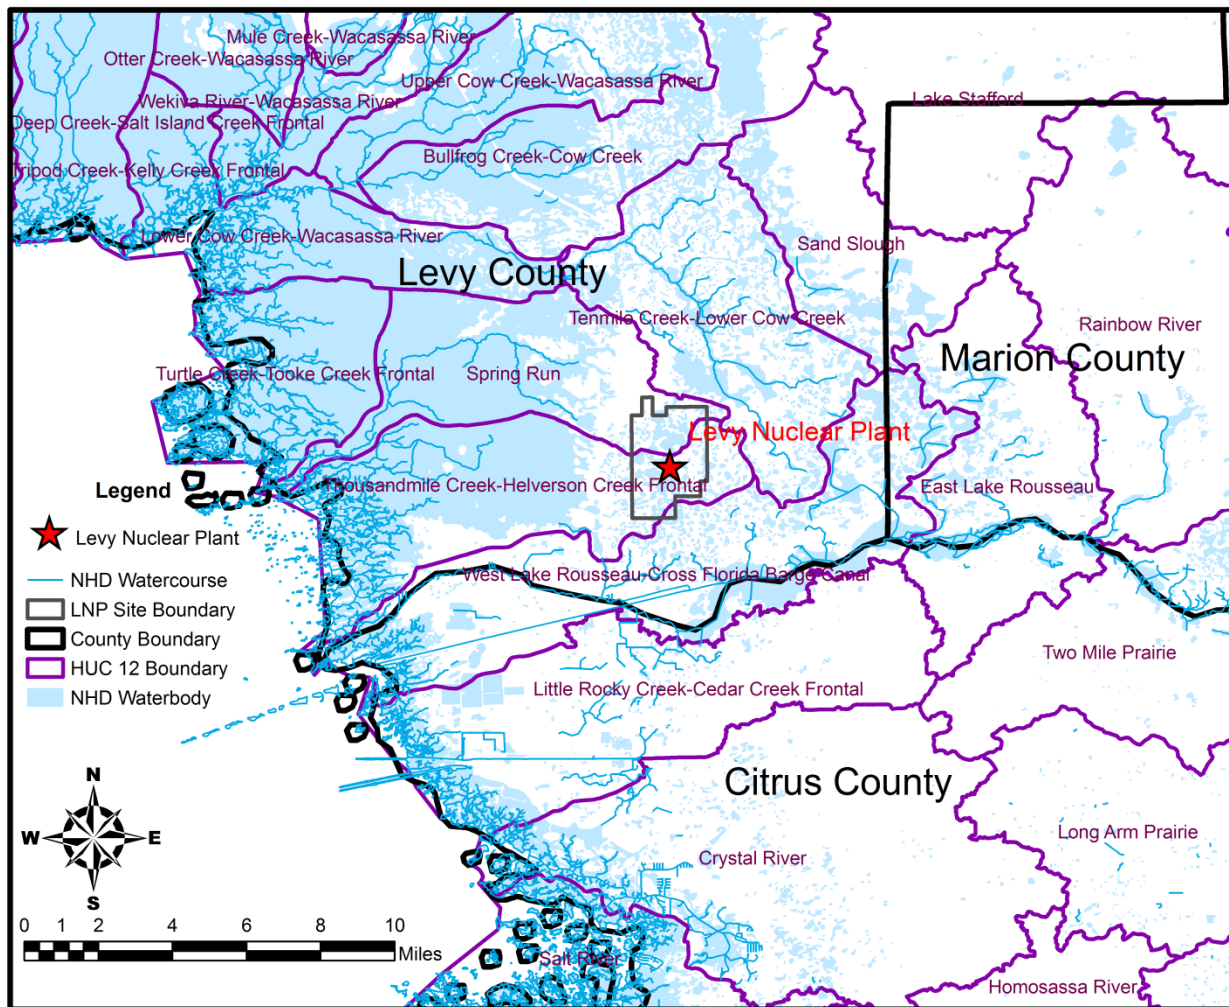 Mule Creek-Wacasassa River
Otter Creek-Wacasassa River
Upper Cow Creek-Wacasassa River
Wekiva River-Wacasassa River
Lake Stafford
Deep Creek-Salt Island Creek Frontal
Bullfrog Creek-Cow Creek
Tripod Creek-Kelly Creek Frontal
Lower Cow Creek-Wacasassa River
Sand Slough
Levy County
Tenmile Creek-Lower Cow Creek
Rainbow River
Marion County
Turtle Creek-Tooke Creek Frontal
Spring Run
Levy Nuclear Plant
Thousandmile Creek-Helverson Creek Frontal
East Lake Rousseau
Legend
Levy Nuclear Plant
NHD Watercourse
LNP Site Boundary
County Boundary
HUC 12 Boundary
NHD Waterbody
West Lake Rousseau-Cross Florida Barge Canal
Two Mile Prairie
Little Rocky Creek-Cedar Creek Frontal
Citrus County
Long Arm Prairie
Crystal River
N
W E
S
0 1 2 4 6 8 10
Miles
Salt River
Homosassa River